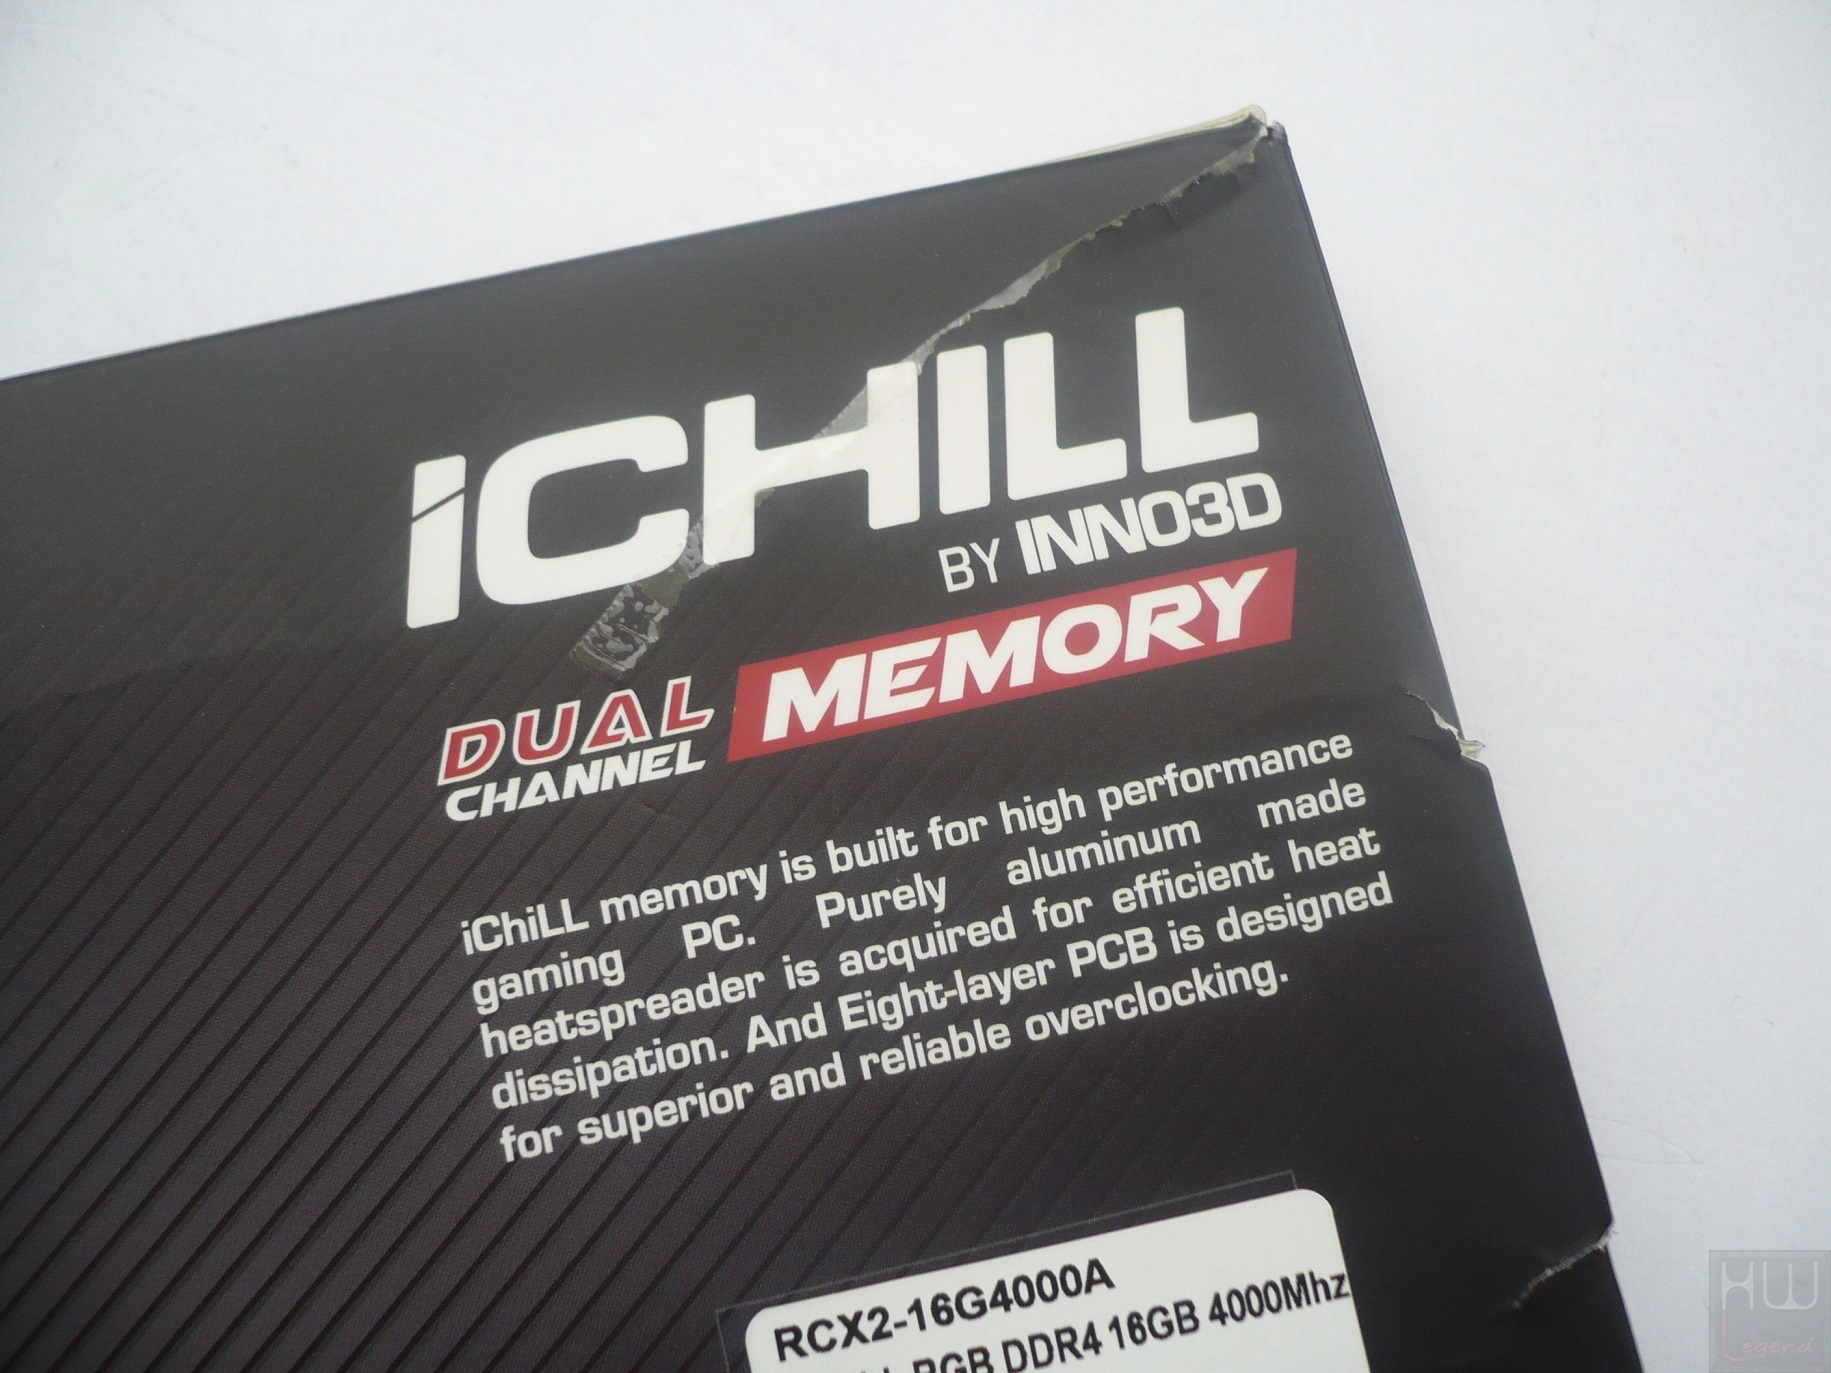 iCHILL
BY INNO3D
DUAL
CHANNEL
MEMORY
iChiLL memory is built for high performance
gaming PC. Purely aluminum made
heatspreader is acquired for efficient heat
dissipation. And Eight-layer PCB is designed
for superior and reliable overclocking.
RCX2-16G4000A
RGB DDR4 16GB 4000Mhz
HW
Legend